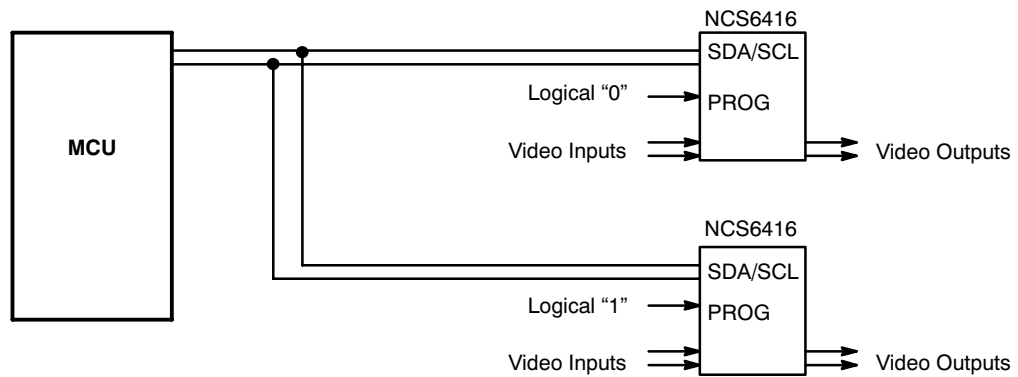 NCS6416
SDA/SCL
Logical “0”
PROG
MCU
Video Inputs
Video Outputs
NCS6416
SDA/SCL
Logical “1”
PROG
Video Inputs
Video Outputs